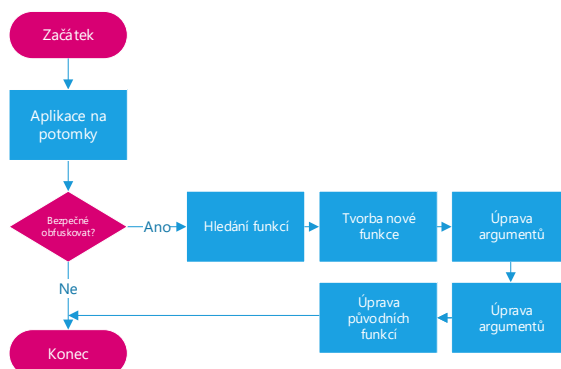 Začátek
Aplikace na
potomky
Bezpečné
obfuskovat?
Ano
Hledání funkcí
Tvorba nové
funkce
Úprava
argumentů
Ne
Úprava
původních
funkcí
Úprava
argumentů
Konec